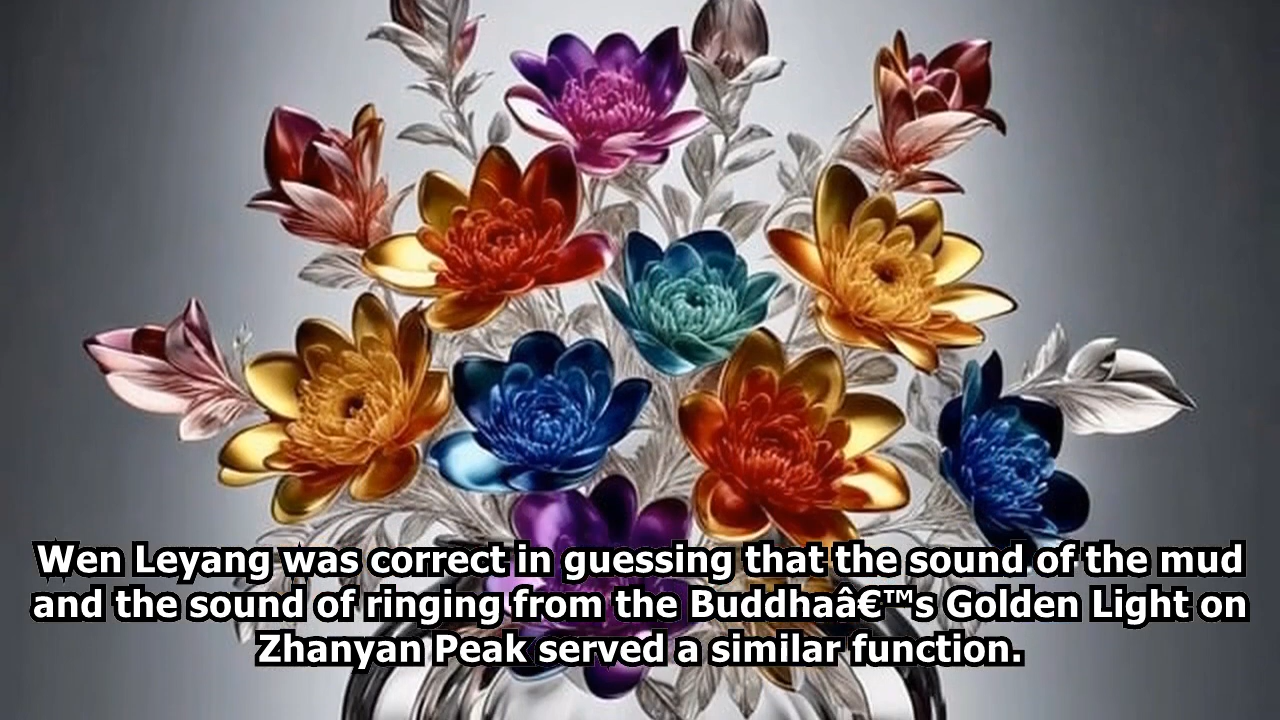 Wen Leyang was correct in guessing that the sound of the mud
and the sound of ringing from the Buddhaâ€™s Golden Light on
Zhanyan Peak served a similar function.